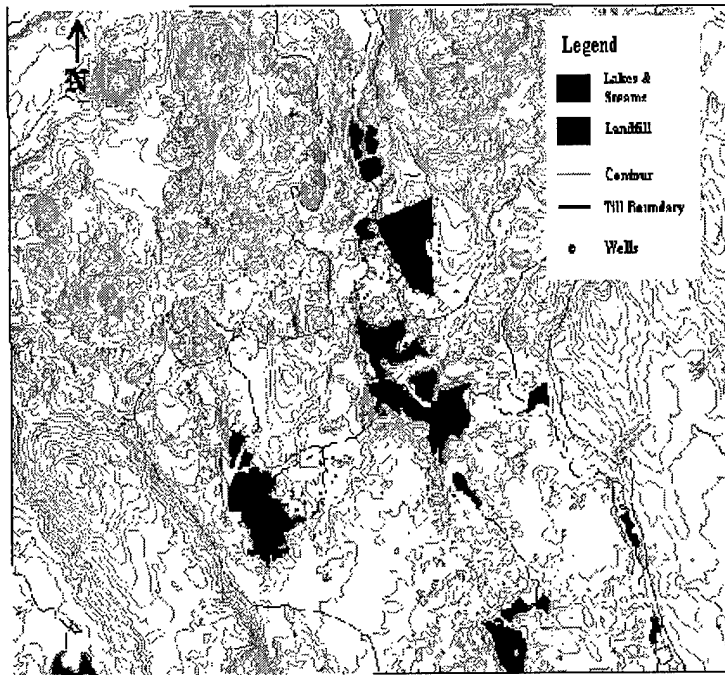 N
Legend
Lakes &
Streams
Landfill
Contour
Till Boundary
Wells